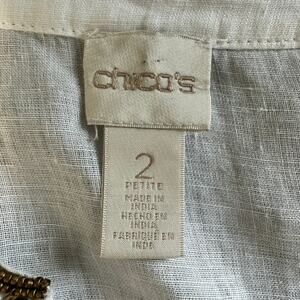 chico's
2
PETITE
MADE IN
INDIA
HECHO EN
INDIA
FABRIQUÉ EN
INDE